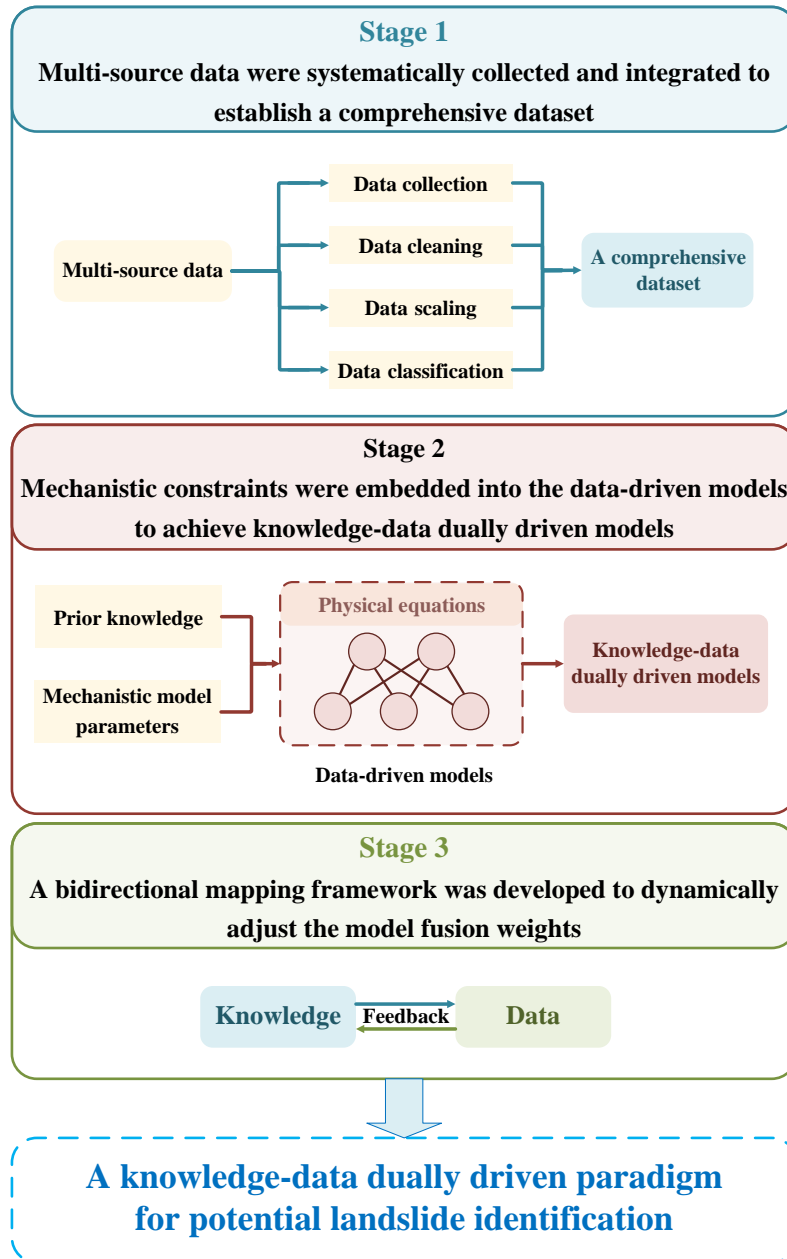 Stage 1
Multi-source data were systematically collected and integrated to
establish a comprehensive dataset
Multi-source data
Data collection
Data cleaning
Data scaling
Data classification
A comprehensive
dataset
Stage 2
Mechanistic constraints were embedded into the data-driven models
to achieve knowledge-data dually driven models
Prior knowledge
Mechanistic model
parameters
Physical equations
Data-driven models
Knowledge-data
dually driven models
Stage 3
A bidirectional mapping framework was developed to dynamically
adjust the model fusion weights
Knowledge
Feedback
Data
A knowledge-data dually driven paradigm
for potential landslide identification